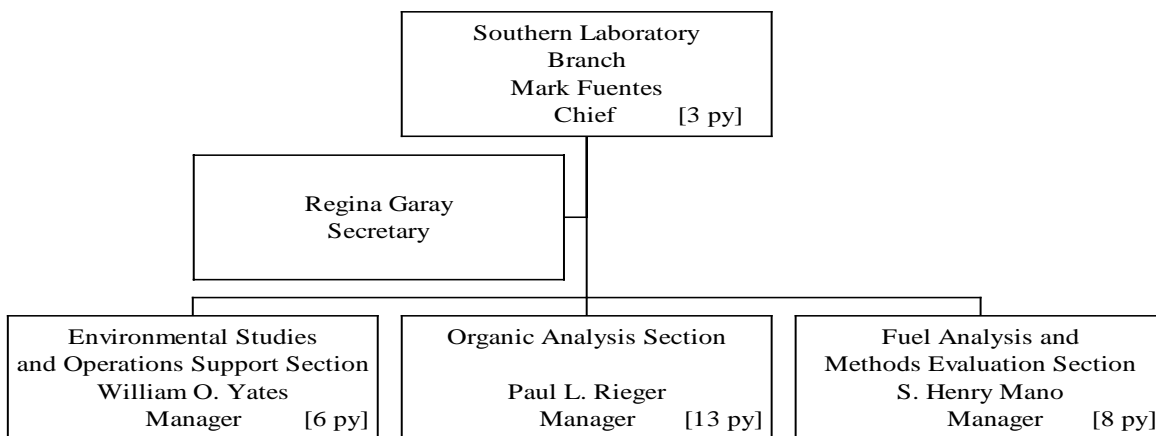 Southern Laboratory
Branch
Mark Fuentes
Chief [3 py]
Regina Garay
Secretary
Environmental Studies
and Operations Support Section
William O. Yates
Manager [6 py]
Organic Analysis Section
Paul L. Rieger
Manager [13 py]
Fuel Analysis and
Methods Evaluation Section
S. Henry Mano
Manager [8 py]